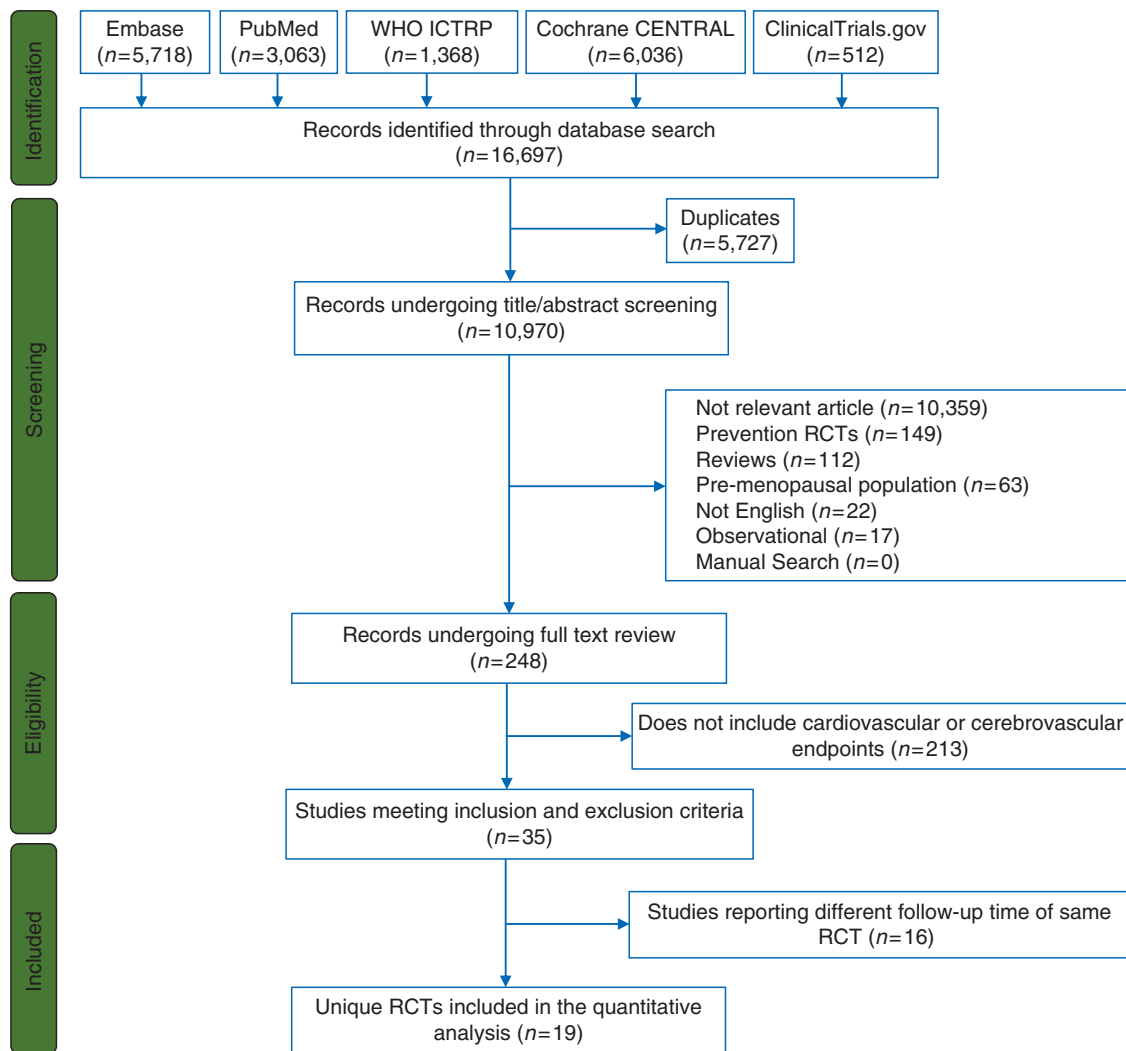 Identification
Embase
(n=5,718)
PubMed
(n=3,063)
WHO ICTRP
(n=1,368)
Cochrane CENTRAL
(n=6,036)
ClinicalTrials.gov
(n=512)
Records identified through database search
(n=16,697)
Screening
Duplicates
(n=5,727)
Records undergoing title/abstract screening
(n=10,970)
Not relevant article (n=10,359)
Prevention RCTs (n=149)
Reviews (n=112)
Pre-menopausal population (n=63)
Not English (n=22)
Observational (n=17)
Manual Search (n=0)
Eligibility
Records undergoing full text review
(n=248)
Does not include cardiovascular or cerebrovascular
endpoints (n=213)
Studies meeting inclusion and exclusion criteria
(n=35)
Included
Studies reporting different follow-up time of same
RCT (n=16)
Unique RCTs included in the quantitative
analysis (n=19)